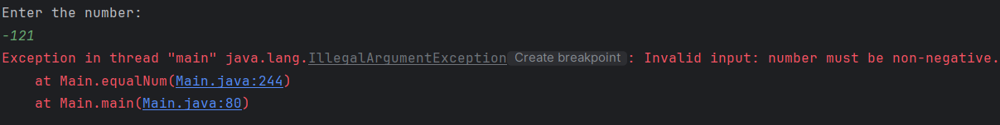 Enter the number:
-121
Exception in thread "main" java.lang.IllegalArgumentException Create breakpoint : Invalid input: number must be non-negative.
at Main.equalNum(Main.java:244)
at Main.main(Main.java:80)